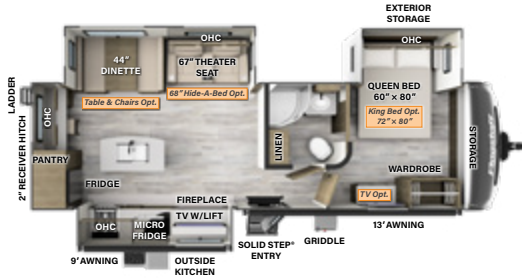 EXTERIOR
STORAGE
OHC
OHC
44"
DINETTE
67" THEATER
SEAT
Table & Chairs Opt.
68" Hide-A-Bed Opt.
QUEEN BED
60" × 80"
King Bed Opt.
72" × 80"
LADDER
2" RECEIVER HITCH
OHC
PANTRY
LINEN
STORAGE
WARDROBE
FRIDGE
FIREPLACE
TV W/LIFT
TV Opt.
OHC
MICRO
FRIDGE
13' AWNING
SOLID STEP®
ENTRY
GRIDDLE
9' AWNING
OUTSIDE
KITCHEN